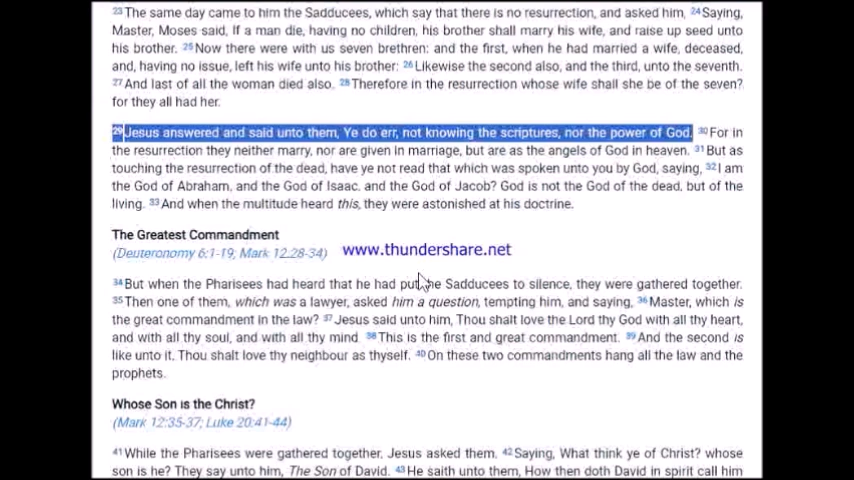 23The same day came to him the Sadducees, which say that there is no resurrection, and asked him, 24Saying,
Master, Moses said, If a man die, having no children, his brother shall marry his wife, and raise up seed unto
his brother. 25Now there were with us seven brethren: and the first, when he had married a wife, deceased,
and, having no issue, left his wife unto his brother: 26Likewise the second also, and the third, unto the seventh.
27And last of all the woman died also. 28Therefore in the resurrection whose wife shall she be of the seven?
for they all had her.
29Jesus answered and said unto them, Ye do err, not knowing the scriptures, nor the power of God. 30For in
the resurrection they neither marry, nor are given in marriage, but are as the angels of God in heaven. 31But as
touching the resurrection of the dead, have ye not read that which was spoken unto you by God, saying, 32I am
the God of Abraham, and the God of Isaac, and the God of Jacob? God is not the God of the dead, but of the
living. 33And when the multitude heard this, they were astonished at his doctrine.
The Greatest Commandment
(Deuteronomy 6:1-19; Mark 12:28-34)
www.thundershare.net
34But when the Pharisees had heard that he had put the Sadducees to silence, they were gathered together.
35Then one of them, which was a lawyer, asked him a question, tempting him, and saying, 36Master, which is
the great commandment in the law? 37Jesus said unto him, Thou shalt love the Lord thy God with all thy heart,
and with all thy soul, and with all thy mind. 38This is the first and great commandment. 39And the second is
like unto it, Thou shalt love thy neighbour as thyself. 40On these two commandments hang all the law and the
prophets.
Whose Son is the Christ?
(Mark 12:35-37; Luke 20:41-44)
41While the Pharisees were gathered together, Jesus asked them, 42Saying, What think ye of Christ? whose
son is he? They say unto him, The Son of David. 43He saith unto them, How then doth David in spirit call him